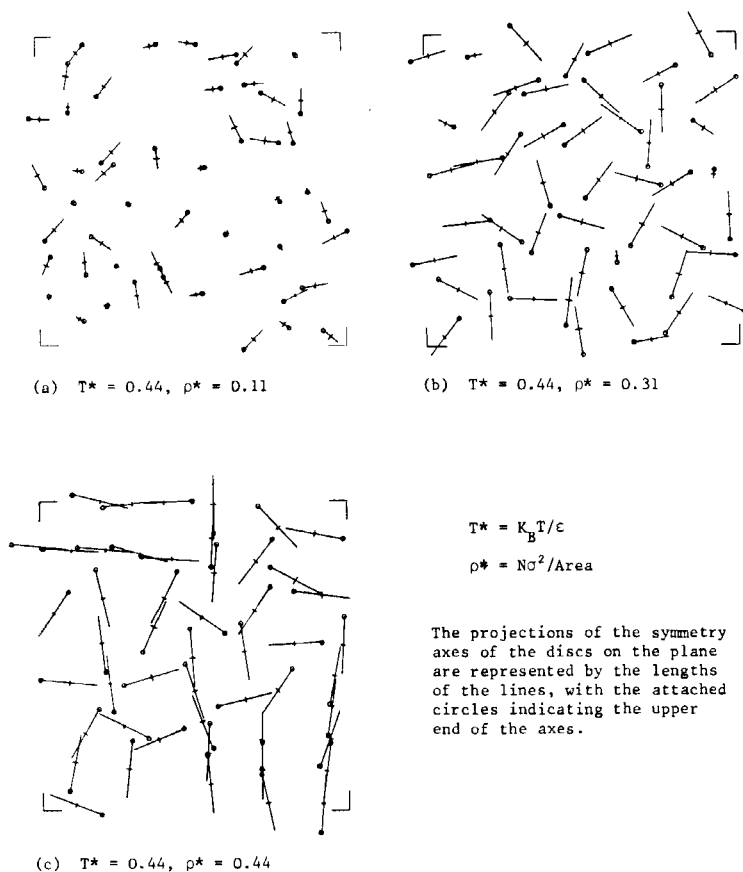 (a) T* = 0.44, ρ* = 0.11
(b) T* = 0.44, ρ* = 0.31
T* = K_B T/ε
ρ* = Nσ²/Area
The projections of the symmetry
axes of the discs on the plane
are represented by the lengths
of the lines, with the attached
circles indicating the upper
end of the axes.
(c) T* = 0.44, ρ* = 0.44